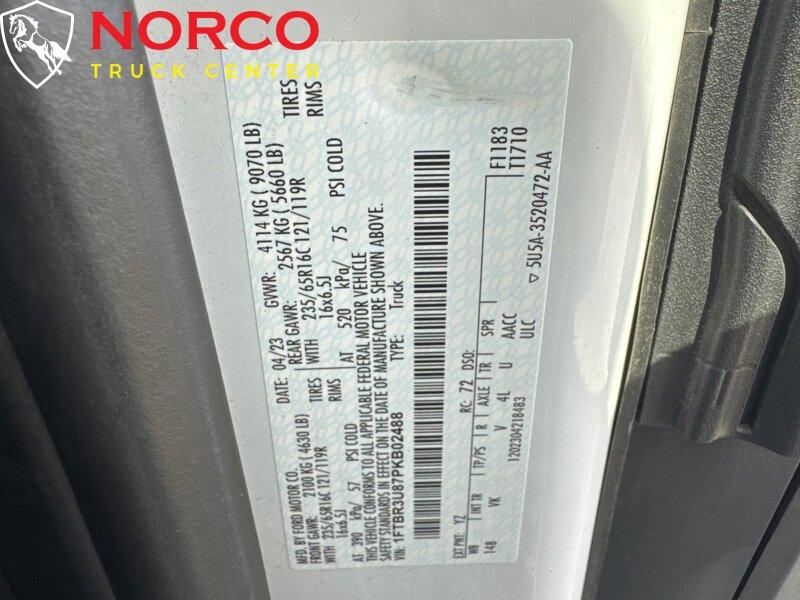 NORCO
TRUCK CENTER
MFD. BY FORD MOTOR CO. DATE: 04/23 GVWR: 4114 KG ( 9070 LB)
FRONT GAWR: 2100 KG ( 4630 LB) REAR GAWR: 2567 KG ( 5660 LB)
WITH 235/65R16C 121/119R TIRES WITH 235/65R16C 121/119R TIRES
16x6.5J RIMS 16x6.5J RIMS
AT 390 kPa/ 57 PSI COLD AT 520 kPa/ 75 PSI COLD
THIS VEHICLE CONFORMS TO ALL APPLICABLE FEDERAL MOTOR VEHICLE
SAFETY STANDARDS IN EFFECT ON THE DATE OF MANUFACTURE SHOWN ABOVE.
VIN: 1FTBR3U87PKB02488 TYPE: Truck
EXT PNT: YZ RC: 72 DSO: F1183
WB INT TR TP/PS R AXLE TR SPR T1710
148 VK V 4L U AACC
ULC
1202304218483 ▽ 5U5A-3520472-AA